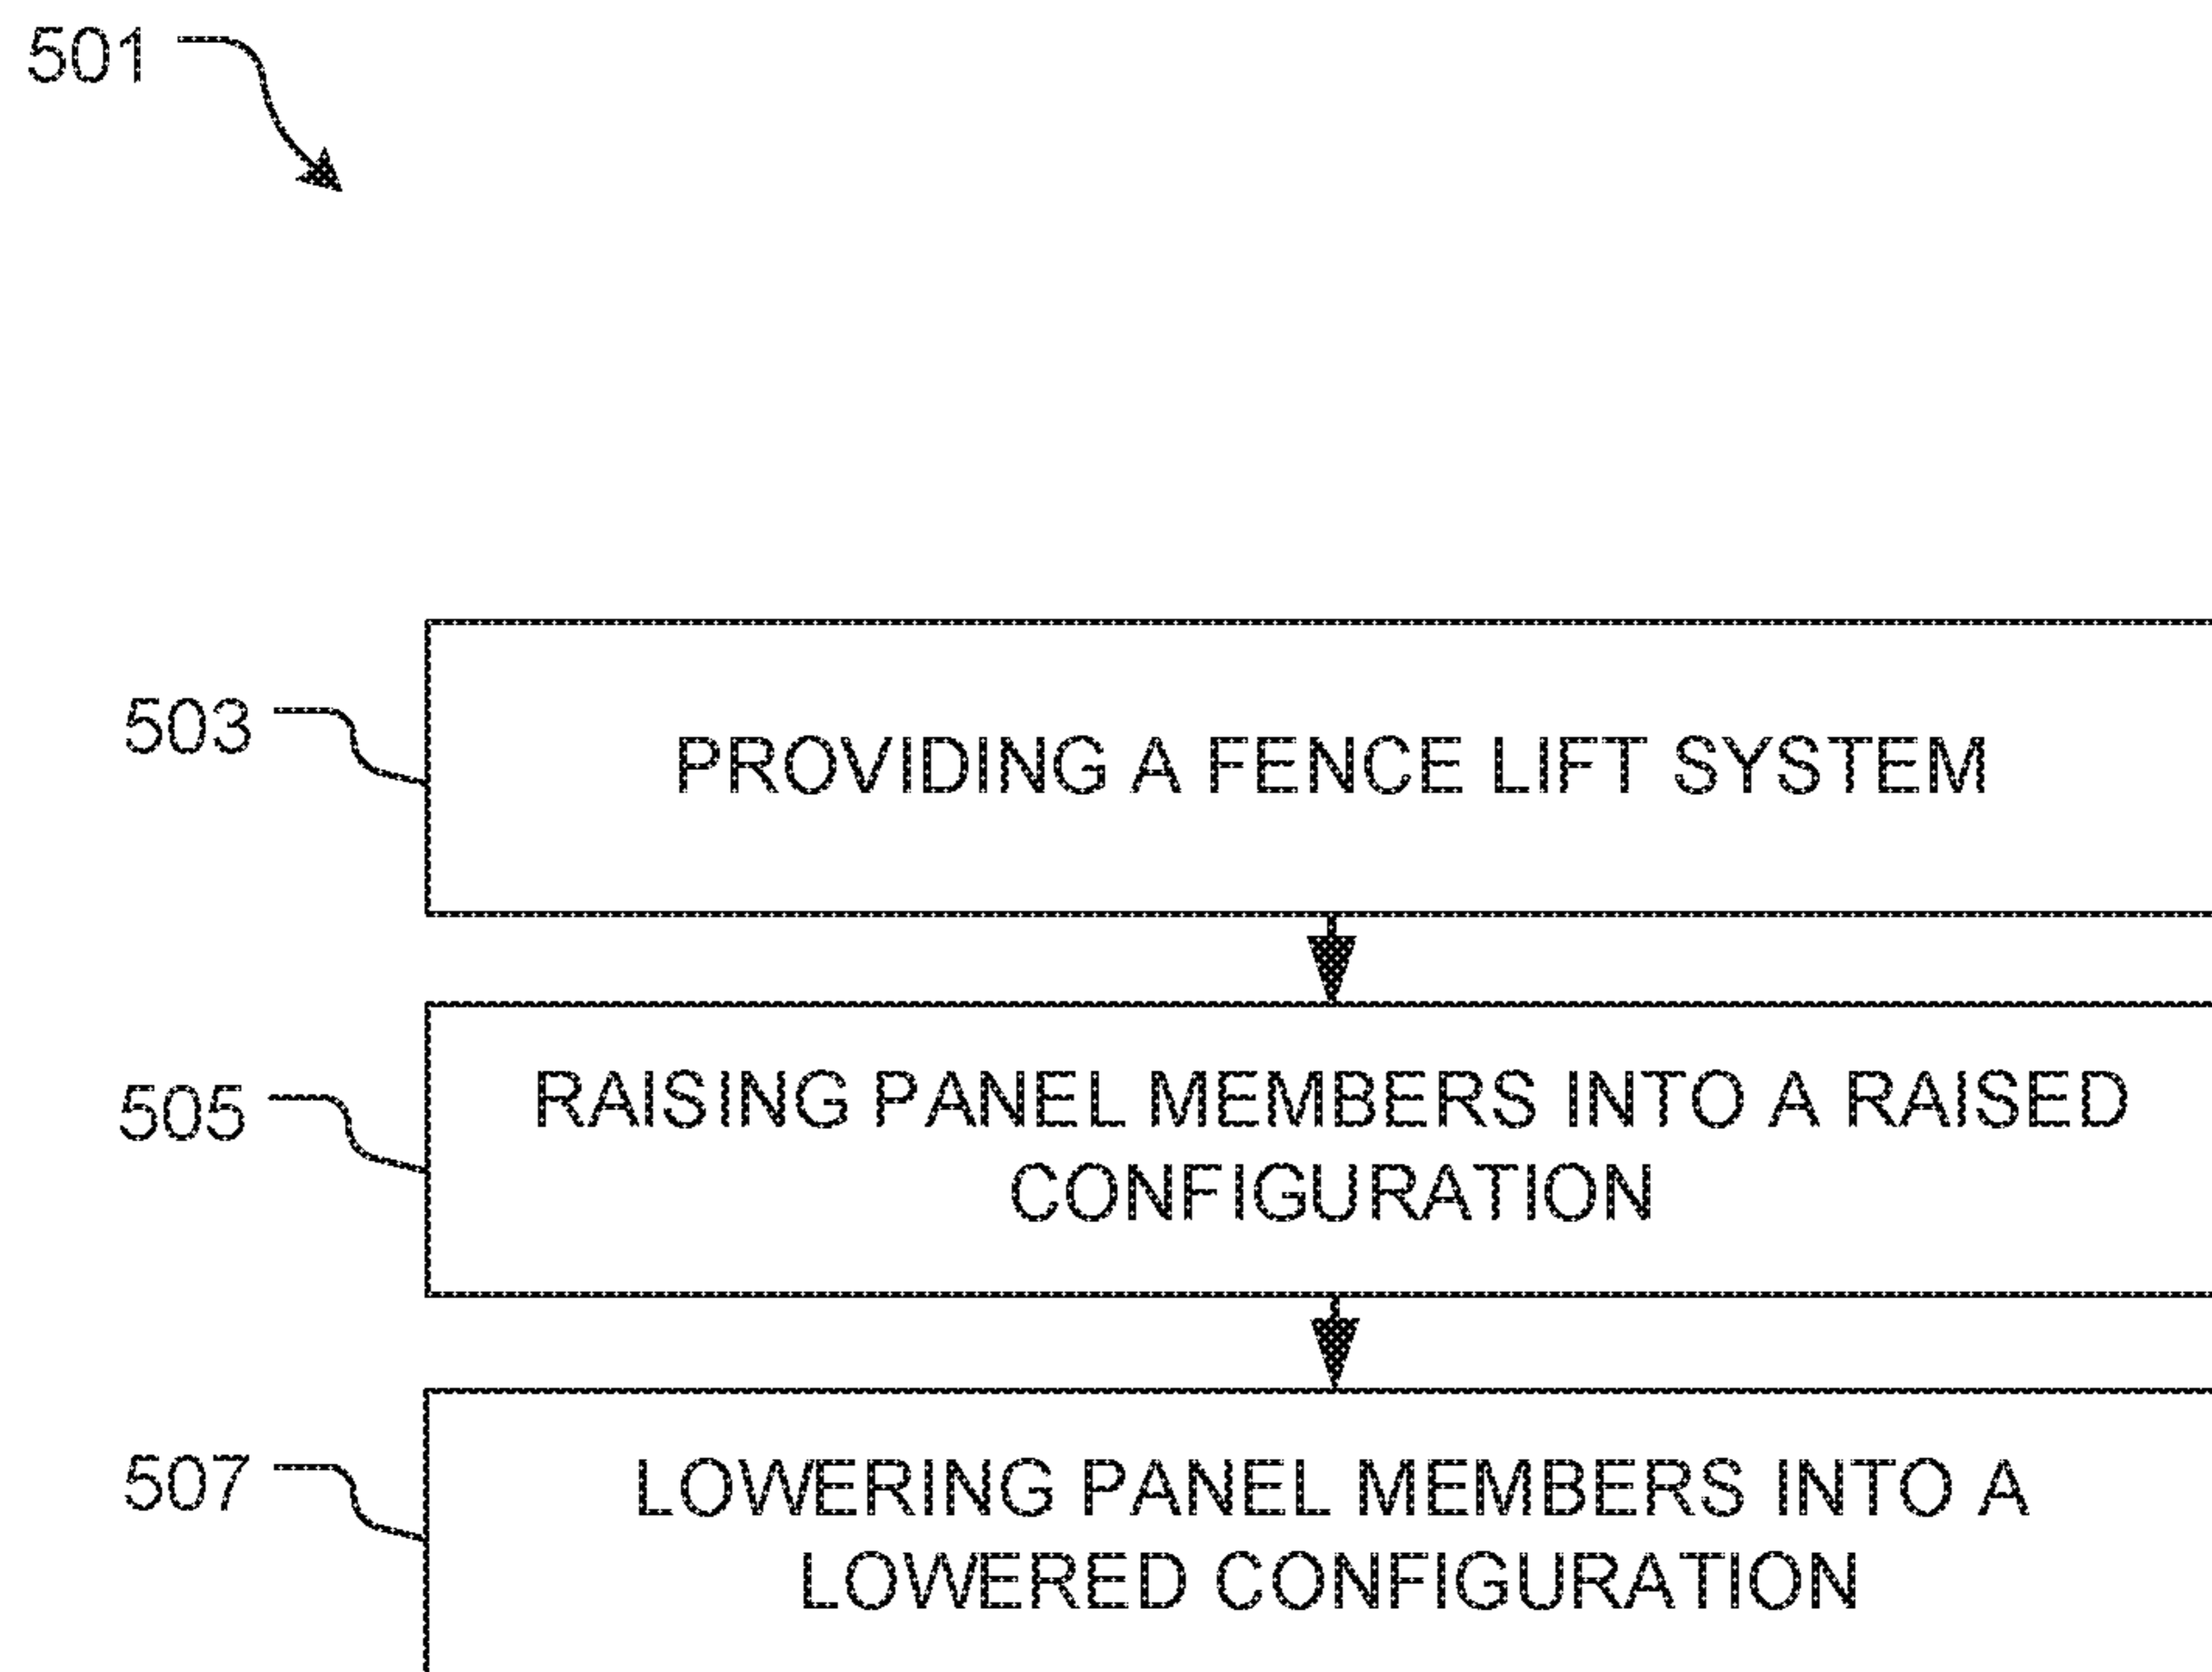 501
503
PROVIDING A FENCE LIFT SYSTEM
505
RAISING PANEL MEMBERS INTO A RAISED
CONFIGURATION
507
LOWERING PANEL MEMBERS INTO A
LOWERED CONFIGURATION